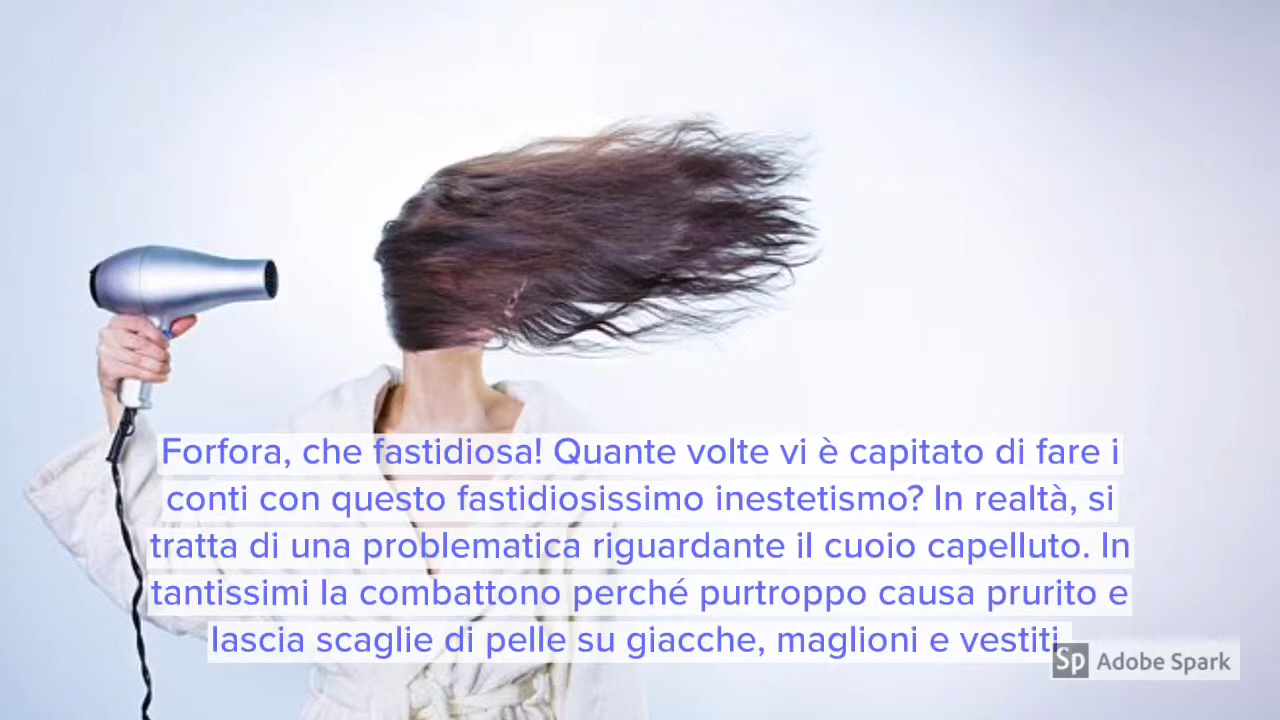 Forfora, che fastidiosa! Quante volte vi è capitato di fare i
conti con questo fastidiosissimo inestetismo? In realtà, si
tratta di una problematica riguardante il cuoio capelluto. In
tantissimi la combattono perché purtroppo causa prurito e
lascia scaglie di pelle su giacche, maglioni e vestiti.
Sp Adobe Spark